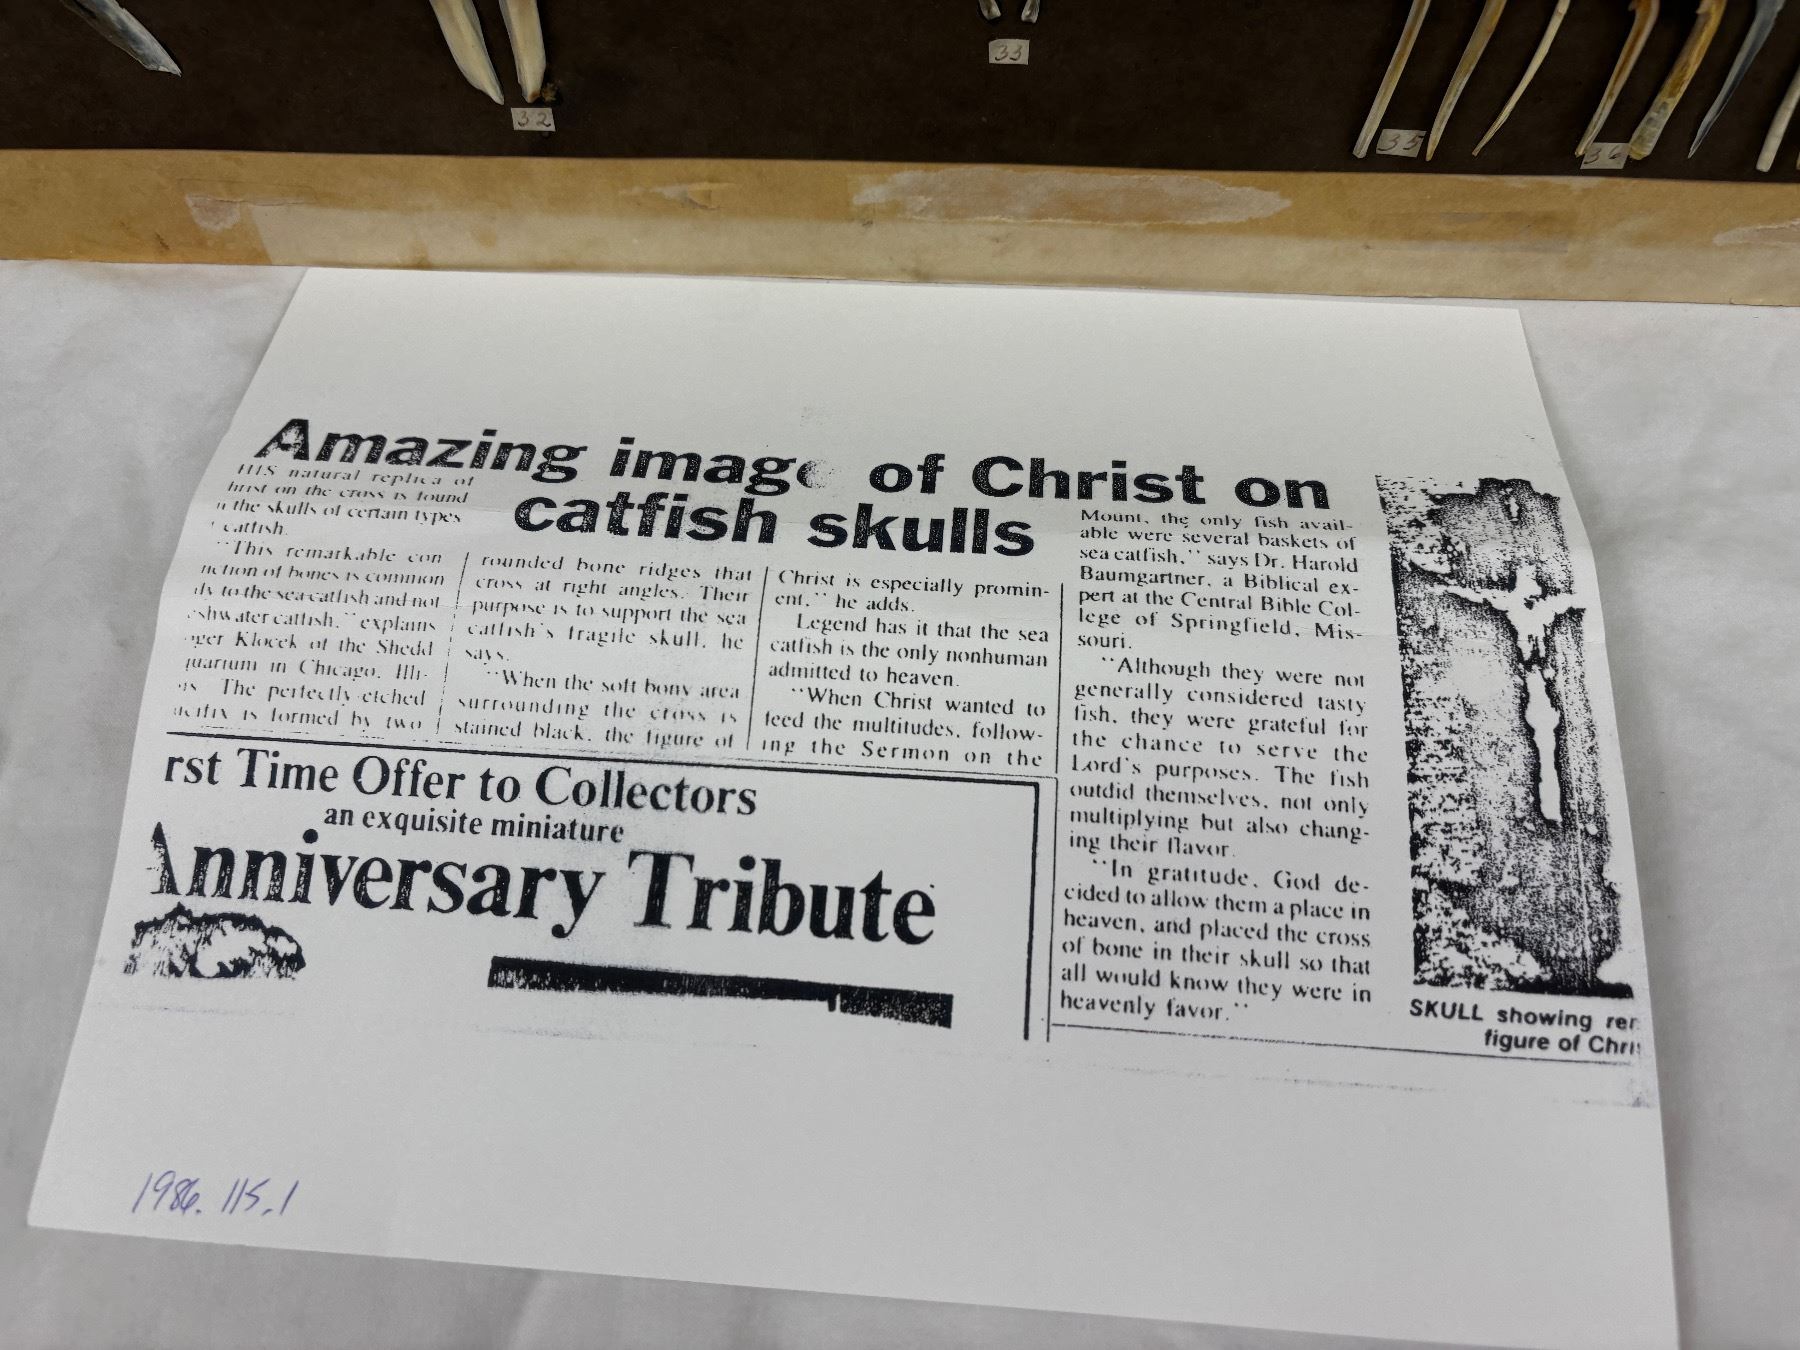 32
33
35
36
Amazing image of Christ on
catfish skulls
HIS natural replica of
hrist on the cross is found
n the skulls of certain types
catfish.
"This remarkable con
nction of bones is common
ly to the sea catfish and not
eshwater catfish," explains
oger Klocek of the Shedd
quarium in Chicago, Illi-
is. The perfectly etched
ucifix is formed by two
rounded bone ridges that
cross at right angles. Their
purpose is to support the sea
catfish's fragile skull, he
says.
"When the soft bony area
surrounding the cross is
stained black, the figure of
Christ is especially promin-
ent," he adds.
Legend has it that the sea
catfish is the only nonhuman
admitted to heaven.
"When Christ wanted to
feed the multitudes, follow-
ing the Sermon on the
Mount, the only fish avail-
able were several baskets of
sea catfish," says Dr. Harold
Baumgartner, a Biblical ex-
pert at the Central Bible Col-
lege of Springfield, Mis-
souri.
"Although they were not
generally considered tasty
fish, they were grateful for
the chance to serve the
Lord's purposes. The fish
outdid themselves, not only
multiplying but also chang-
ing their flavor.
"In gratitude, God de-
cided to allow them a place in
heaven, and placed the cross
of bone in their skull so that
all would know they were in
heavenly favor."
SKULL showing rer
figure of Chris
rst Time Offer to Collectors
an exquisite miniature
Anniversary Tribute
1986.115.1